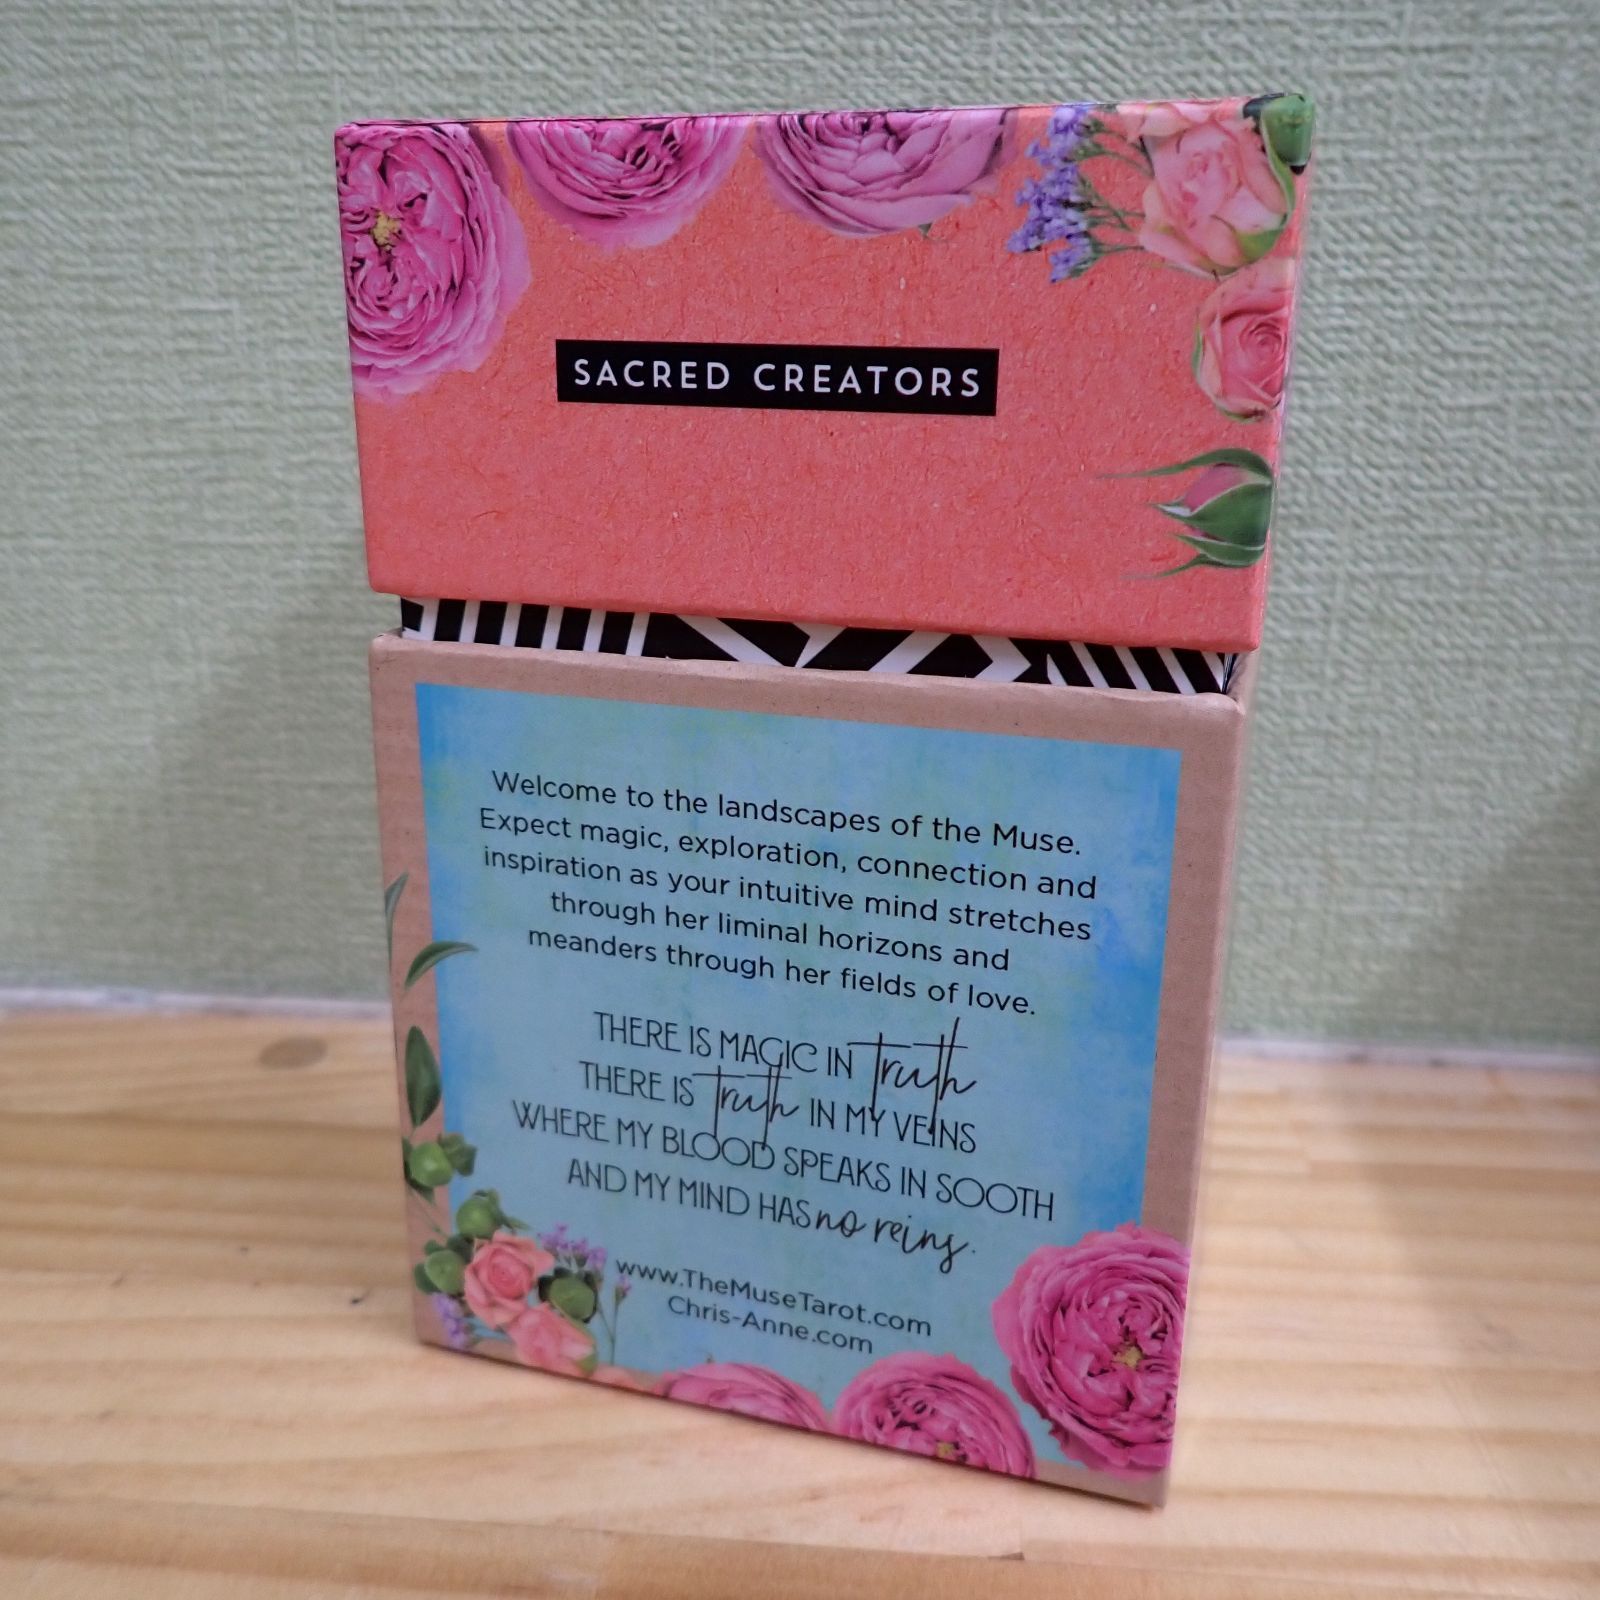 SACRED CREATORS
Welcome to the landscapes of the Muse.
Expect magic, exploration, connection and
inspiration as your intuitive mind stretches
through her liminal horizons and
meanders through her fields of love.
THERE IS MAGIC IN truth
THERE IS truth IN MY VEINS
WHERE MY BLOOD SPEAKS IN SOOTH
AND MY MIND HAS no reins.
www.TheMuseTarot.com
Chris-Anne.com